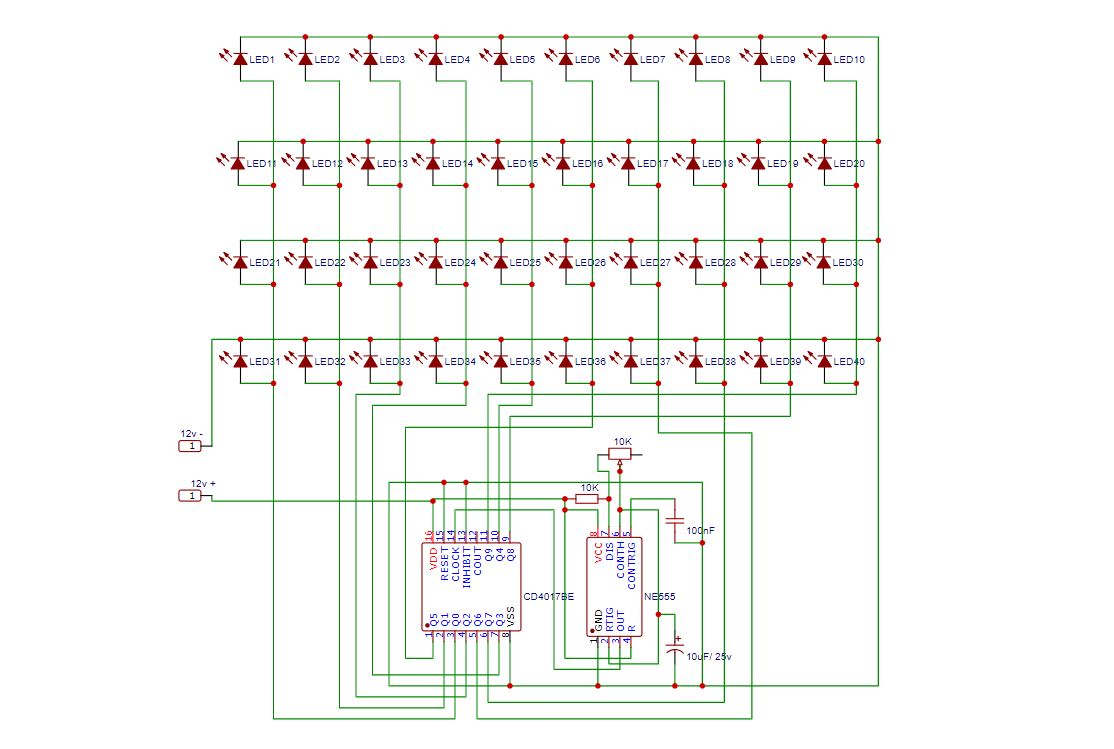 LED1 LED2 LED3 LED4 LED5 LED6 LED7 LED8 LED9 LED10
LED11 LED12 LED13 LED14 LED15 LED16 LED17 LED18 LED19 LED20
LED21 LED22 LED23 LED24 LED25 LED26 LED27 LED28 LED29 LED30
LED31 LED32 LED33 LED34 LED35 LED36 LED37 LED38 LED39 LED40
12v -
1
10K
12v +
1
10K
100nF
16 15 14 13 12 11 10 9
VDD RESET CLOCK INHIBIT COUT Q9 Q4 Q8
CD4017BE
Q5 Q1 Q0 Q2 Q6 Q7 Q3 VSS
1 2 3 4 5 6 7 8
8 7 6 5
VCC DIS CONTH CONTRIG
NE555
GND RTIG OUT R
1 2 3 4
+
10uF/ 25v